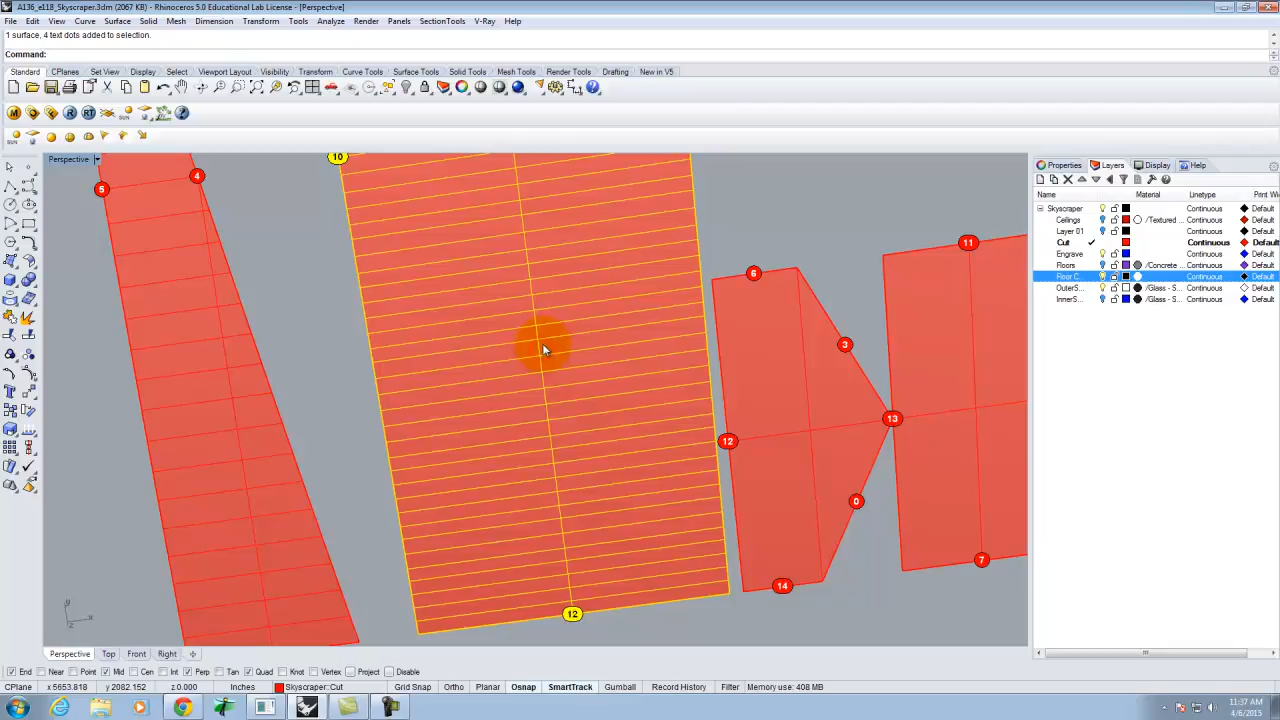 A136_e118_Skyscraper.3dm (2067 KB) - Rhinoceros 5.0 Educational Lab License - [Perspective]
File Edit View Curve Surface Solid Mesh Dimension Transform Tools Analyze Render Panels SectionTools V-Ray Help
1 surface, 4 text dots added to selection.
Command:
Standard CPlanes Set View Display Select Viewport Layout Visibility Transform Curve Tools Surface Tools Solid Tools Mesh Tools Render Tools Drafting New in V5
M R RT
SUN
SUN
Perspective
Properties Layers Display Help
Name Material Linetype Print Wi
Skyscraper Continuous Default
Ceilings /Textured ... Continuous Default
Layer 01 Continuous Default
Cut Continuous Default
Engrave Continuous Default
Floors /Concrete ... Continuous Default
Floor C... Continuous Default
OuterS... /Glass - S... Continuous Default
InnerS... /Glass - S... Continuous Default
10
4
5
11
6
3
13
12
0
7
14
12
y
x
z
Perspective Top Front Right
End Near Point Mid Cen Int Perp Tan Quad Knot Vertex Project Disable
CPlane x 5653.818 y 2082.152 z 0.000 Inches Skyscraper::Cut Grid Snap Ortho Planar Osnap SmartTrack Gumball Record History Filter Memory use: 408 MB
11:37 AM
4/6/2015